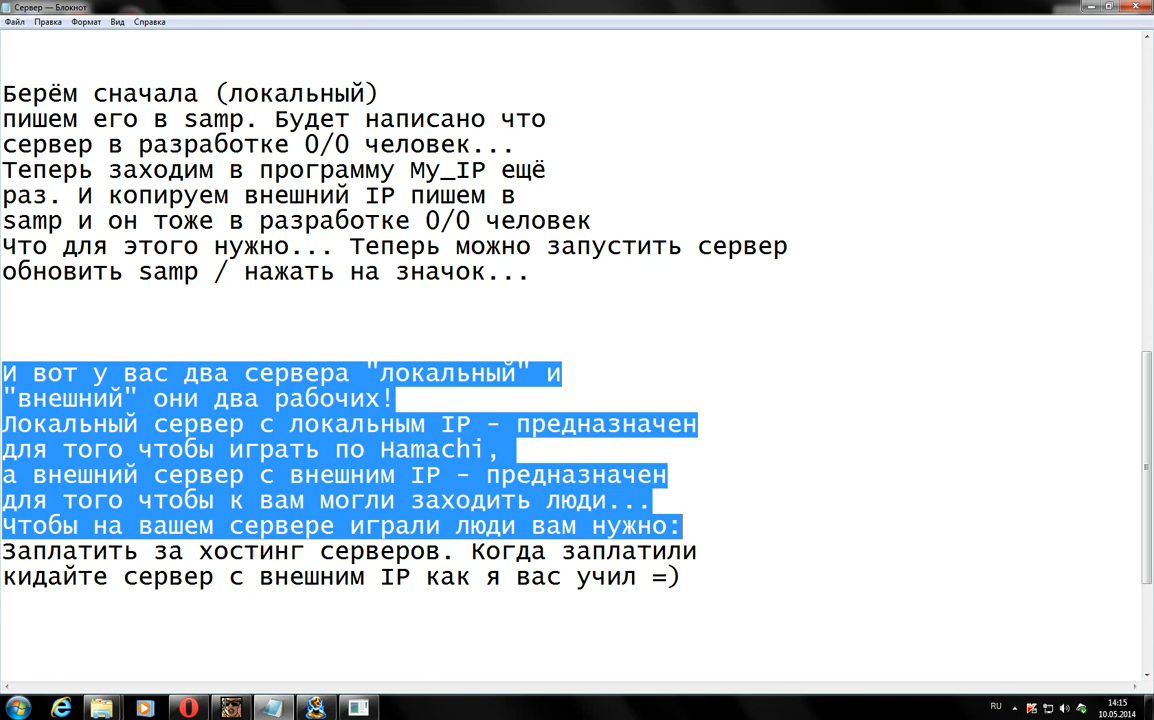 Сервер — Блокнот
Файл Правка Формат Вид Справка
Берём сначала (локальный)
пишем его в samp. Будет написано что
сервер в разработке 0/0 человек...
Теперь заходим в программу My_IP ещё
раз. И копируем внешний IP пишем в
samp и он тоже в разработке 0/0 человек
Что для этого нужно... Теперь можно запустить сервер
обновить samp / нажать на значок...
И вот у вас два сервера "локальный" и
"внешний" они два рабочих!
Локальный сервер с локальным IP - предназначен
для того чтобы играть по Hamachi,
а внешний сервер с внешним IP - предназначен
для того чтобы к вам могли заходить люди...
Чтобы на вашем сервере играли люди вам нужно:
Заплатить за хостинг серверов. Когда заплатили
кидайте сервер с внешним IP как я вас учил =)
RU
14:15
10.05.2014